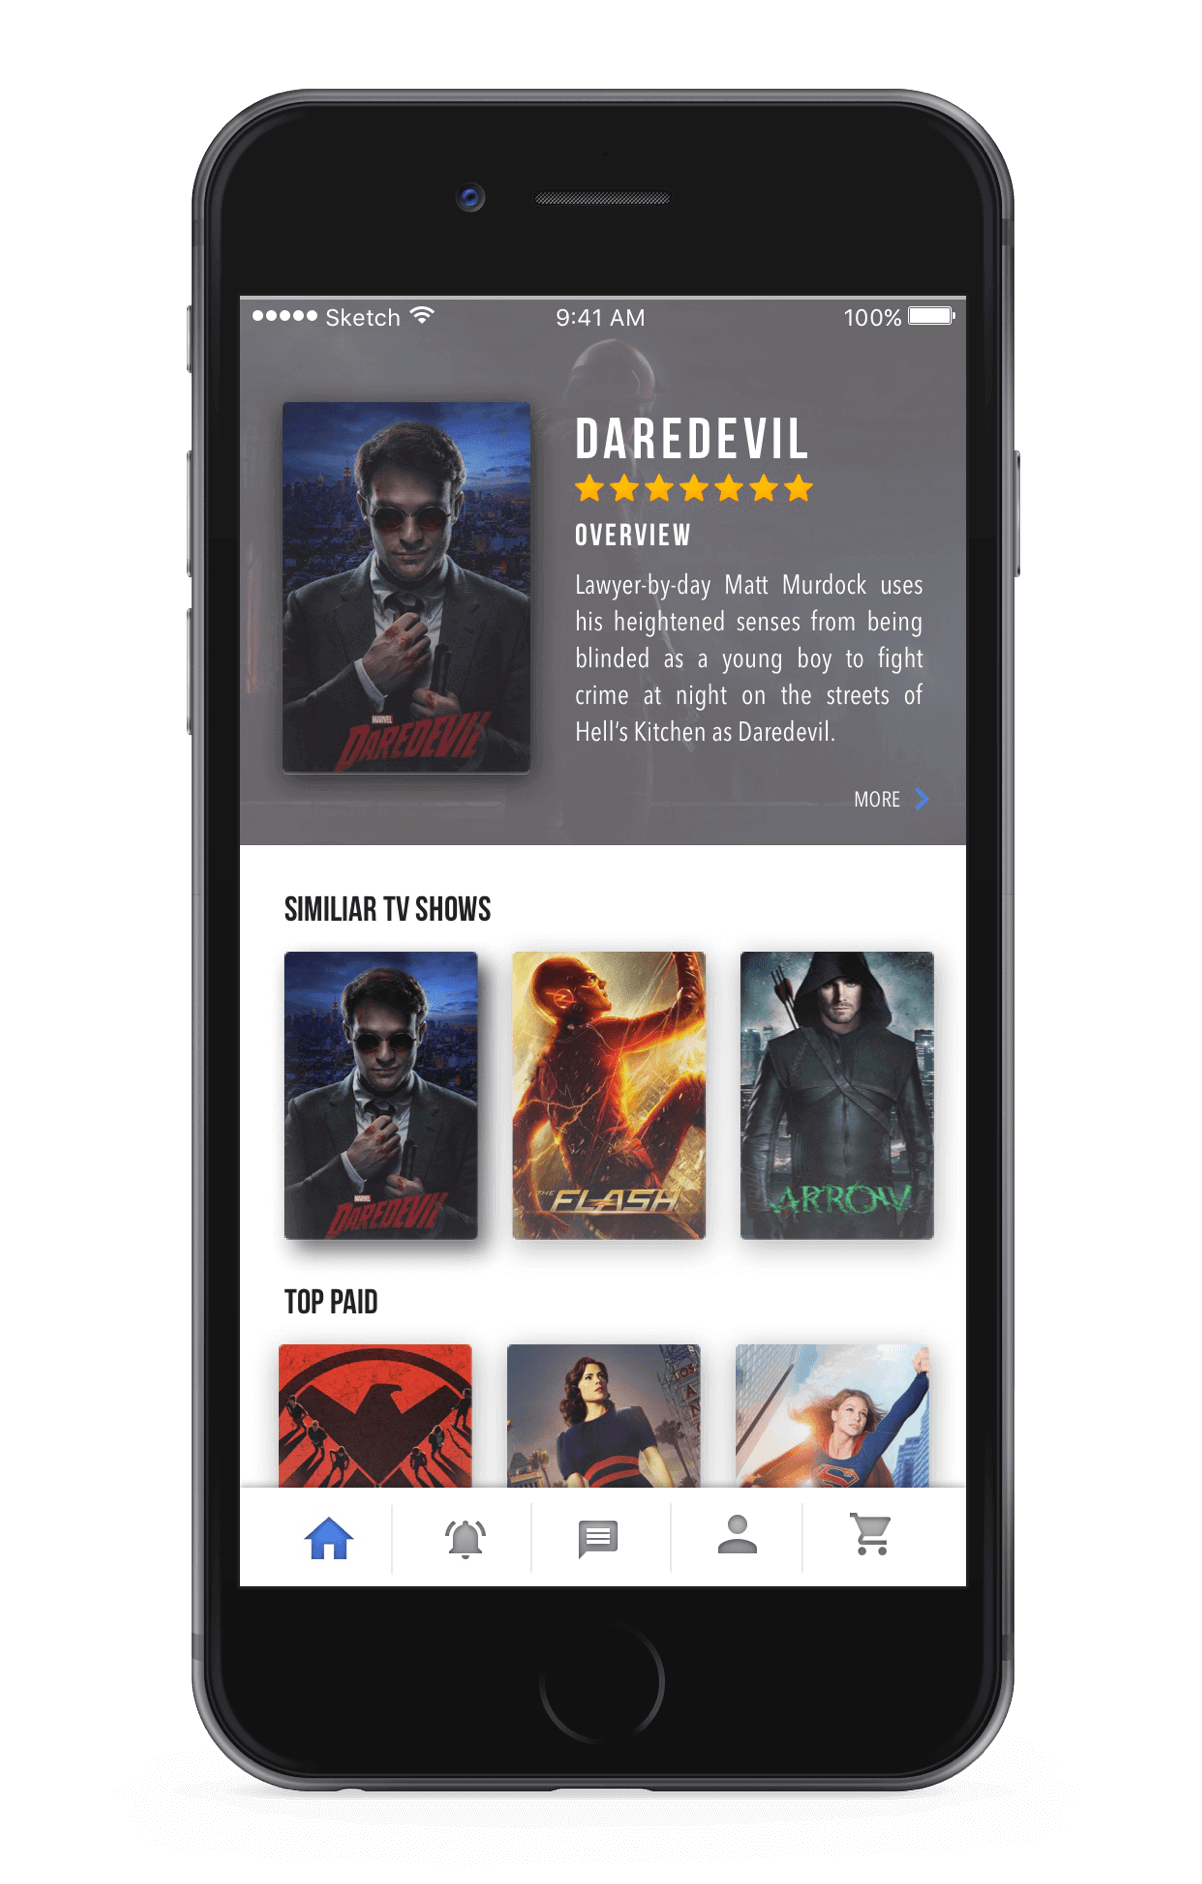 Sketch 9:41 AM 100%
DAREDEVIL
OVERVIEW
Lawyer-by-day Matt Murdock uses
his heightened senses from being
blinded as a young boy to fight
crime at night on the streets of
Hell's Kitchen as Daredevil.
MARVEL
DAREDEVIL
MORE
SIMILIAR TV SHOWS
MARVEL
DAREDEVIL
THE FLASH
ARROW
TOP PAID